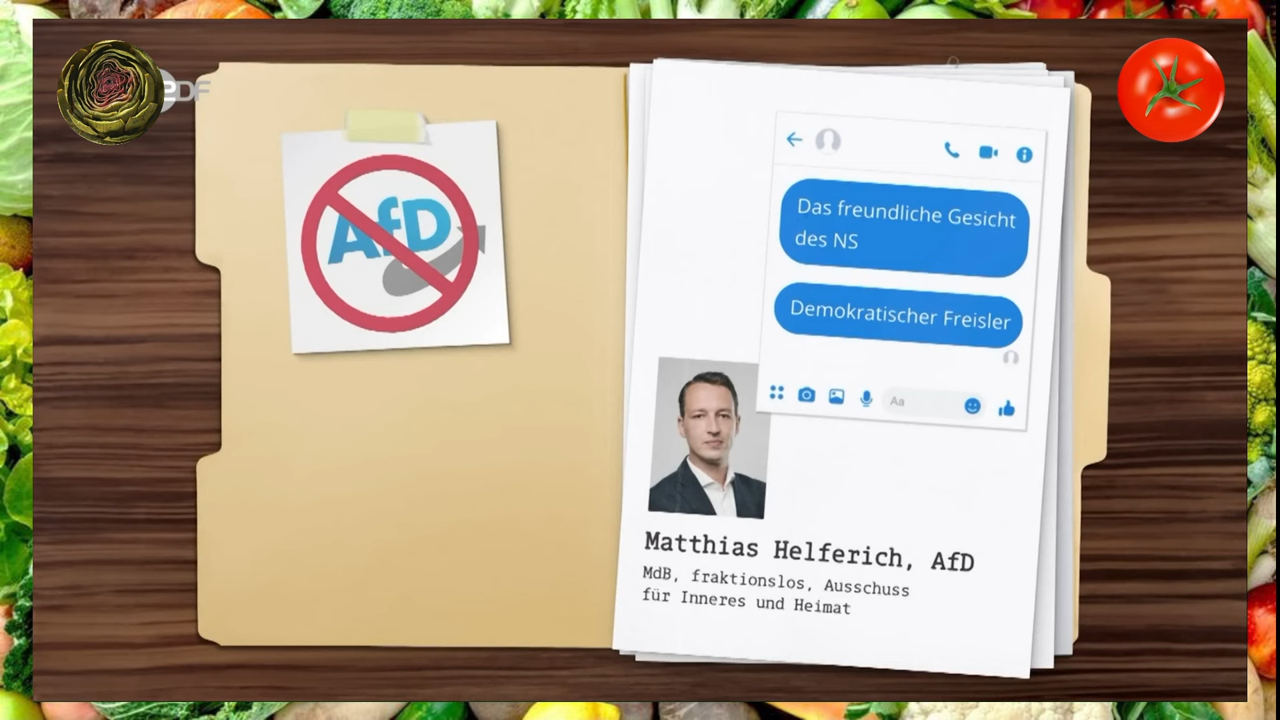 ZDF
AfD
Das freundliche Gesicht
des NS
Demokratischer Freisler
Aa
Matthias Helferich, AfD
MdB, fraktionslos, Ausschuss
für Inneres und Heimat